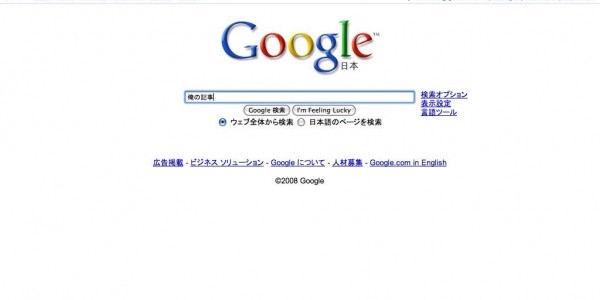 Google™
日本
俺の記事
検索オプション
表示設定
言語ツール
Google 検索 I'm Feeling Lucky
ウェブ全体から検索 日本語のページを検索
広告掲載 - ビジネス ソリューション - Google について - 人材募集 - Google.com in English
©2008 Google